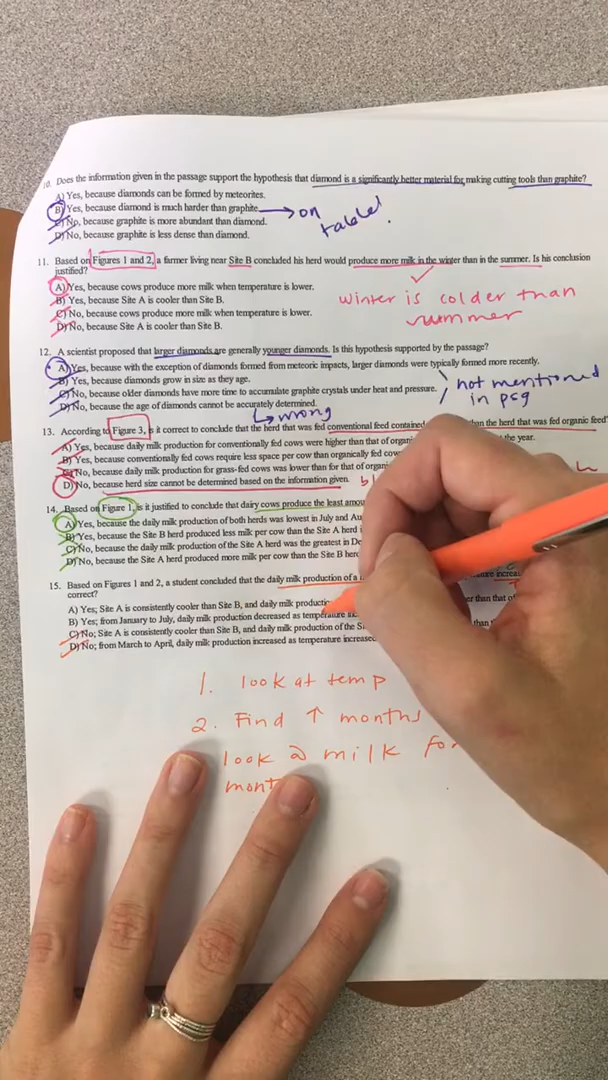 10. Does the information given in the passage support the hypothesis that diamond is a significantly better material for making cutting tools than graphite?
A) Yes, because diamonds can be formed by meteorites.
B) Yes, because diamond is much harder than graphite. → on table!
C) No, because graphite is more abundant than diamond.
D) No, because graphite is less dense than diamond.
11. Based on Figures 1 and 2, a farmer living near Site B concluded his herd would produce more milk in the winter than in the summer. Is his conclusion
justified?
A) Yes, because cows produce more milk when temperature is lower.
B) Yes, because Site A is cooler than Site B.
C) No, because cows produce more milk when temperature is lower.
D) No, because Site A is cooler than Site B.
winter is colder than
summer
12. A scientist proposed that larger diamonds are generally younger diamonds. Is this hypothesis supported by the passage?
A) Yes, because with the exception of diamonds formed from meteoric impacts, larger diamonds were typically formed more recently.
B) Yes, because diamonds grow in size as they age.
C) No, because older diamonds have more time to accumulate graphite crystals under heat and pressure.
D) No, because the age of diamonds cannot be accurately determined.
not mentioned
in psg
wrong
13. According to Figure 3, is it correct to conclude that the herd that was fed conventional feed contained than the herd that was fed organic feed?
A) Yes, because daily milk production for conventionally fed cows were higher than that of the year.
B) Yes, because conventional cows require less space per cow than organically fed
C) No, because daily milk production for grass-fed cows was lower than for that of
D) No, because herd size cannot be determined based on the information given.
14. Based on Figure 1, is it justified to conclude that dairy cows produce the least
A) Yes, because the daily milk production of both herds was lowest in July and
B) Yes, because the Site B herd produced less milk per cow than the Site A herd
C) No, because the daily milk production of the Site A herd was the greatest in
D) No, because the Site A herd produced more milk per cow than the Site B
15. Based on Figures 1 and 2, a student concluded that the daily milk production of a
correct?
A) Yes; Site A is consistently cooler than Site B, and daily milk than that of
B) Yes; from January to July, daily milk production decreased as temperature
C) No; Site A is consistently cooler than Site B, and daily milk production of the
D) No; from March to April, daily milk production increased as temperature increased
1. look at temp
2. Find ↑ months
look @ milk